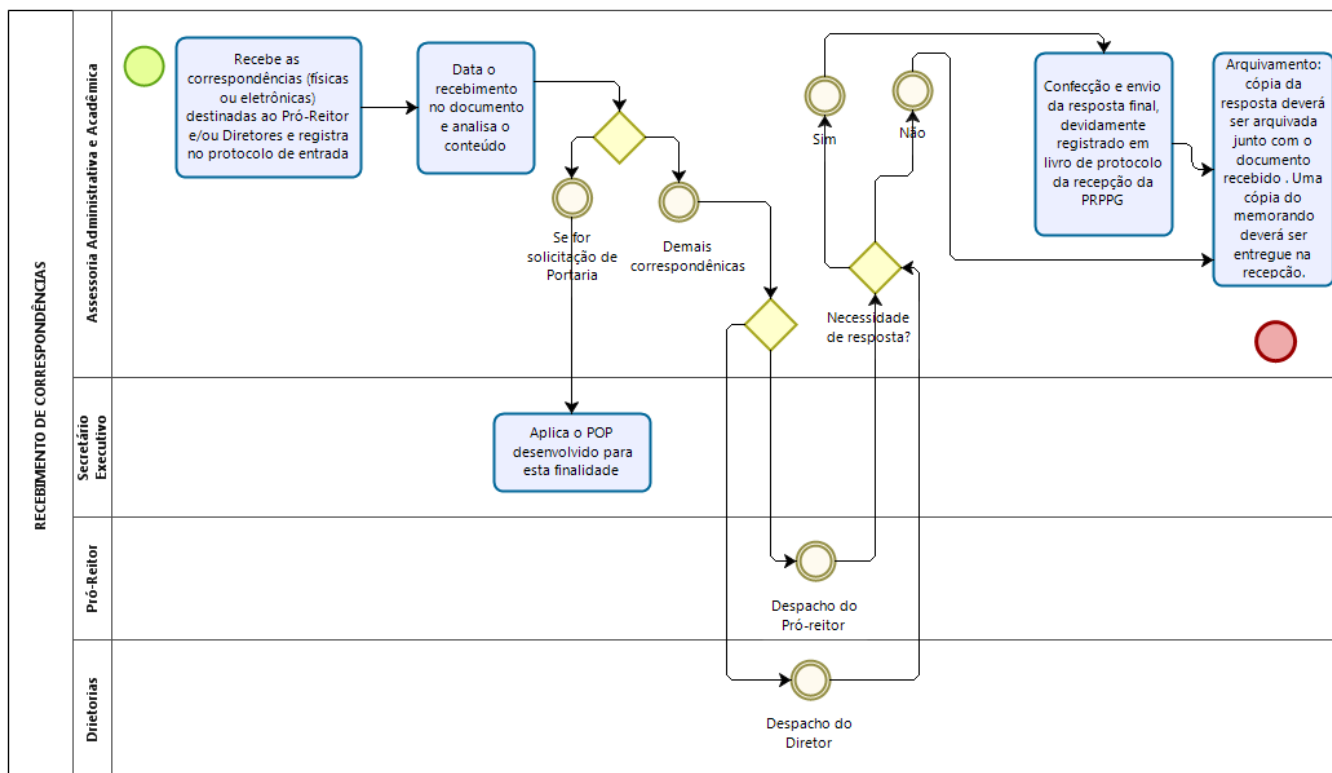 RECEBIMENTO DE CORRESPONDÊNCIAS
Assessoria Administrativa e Acadêmica
Recebe as
correspondências (físicas
ou eletrônicas)
destinadas ao Pró-Reitor
e/ou Diretores e registra
no protocolo de entrada
Data o
recebimento
no documento
e analisa o
conteúdo
Se for
solicitação de
Portaria
Demais
correspondênicas
Sim
Não
Necessidade
de resposta?
Confecção e envio
da resposta final,
devidamente
registrado em
livro de protocolo
da recepção da
PRPPG
Arquivamento:
cópia da
resposta deverá
ser arquivada
junto com o
documento
recebido . Uma
cópia do
memorando
deverá ser
entregue na
recepção.
Secretário
Executivo
Aplica o POP
desenvolvido para
esta finalidade
Pró-Reitor
Despacho do
Pró-reitor
Drietorias
Despacho do
Diretor